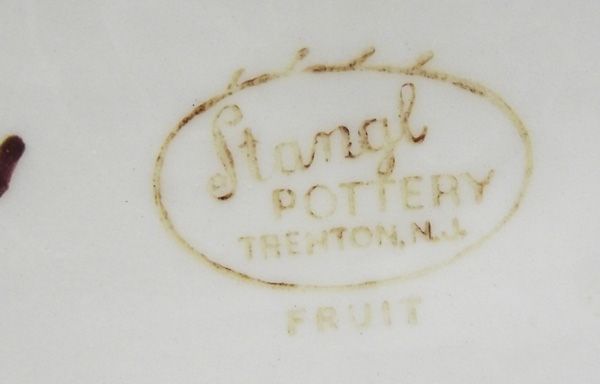 Stangl
POTTERY
TRENTON, N.J.
FRUIT